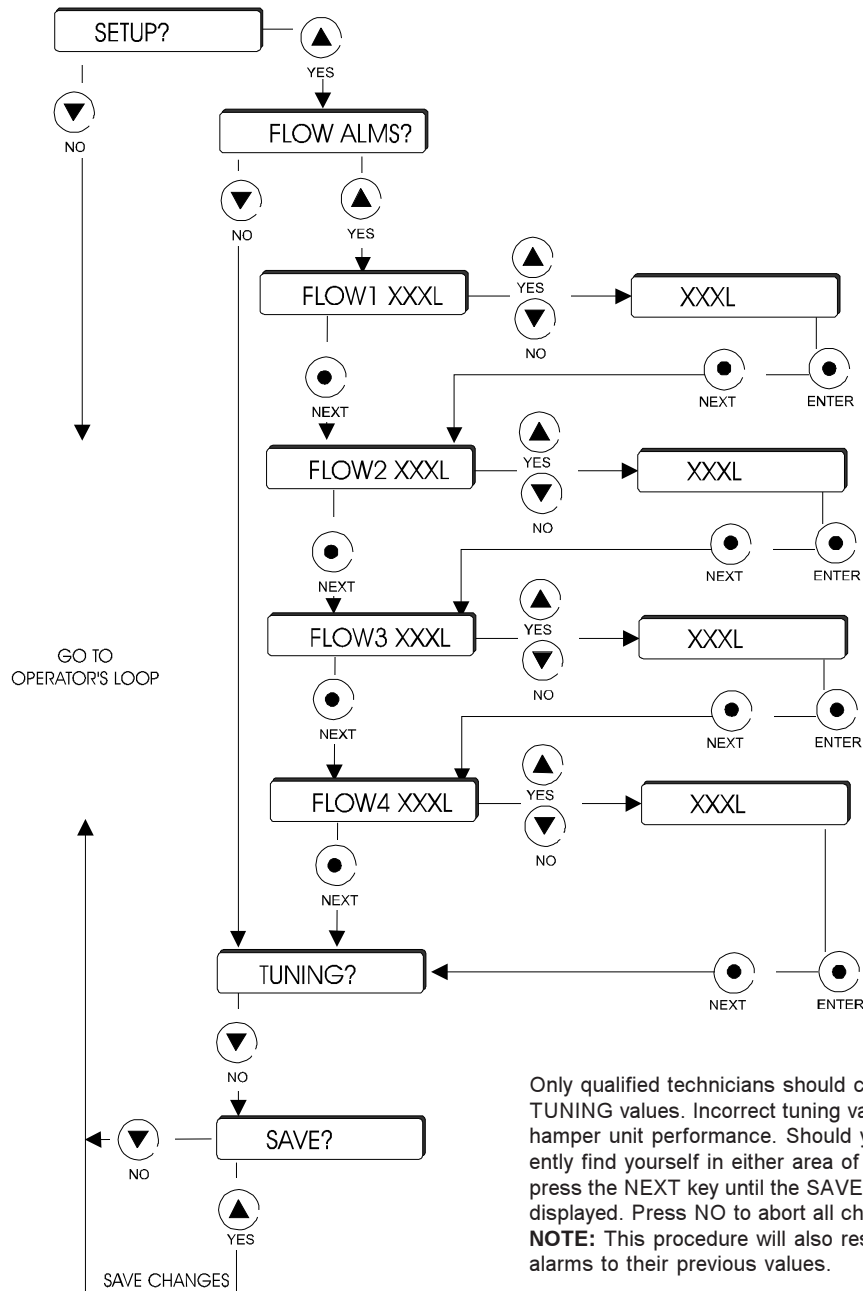 SETUP?
YES
NO
FLOW ALMS?
NO
YES
FLOW1 XXXL
YES
NO
XXXL
NEXT
NEXT
ENTER
FLOW2 XXXL
YES
NO
XXXL
NEXT
NEXT
ENTER
FLOW3 XXXL
YES
NO
XXXL
GO TO
OPERATOR'S LOOP
NEXT
NEXT
ENTER
FLOW4 XXXL
YES
NO
XXXL
NEXT
TUNING?
NEXT
ENTER
NO
SAVE?
NO
YES
SAVE CHANGES
Only qualified technicians should
TUNING values. Incorrect tuning
hamper unit performance. Should
ently find yourself in either area of
press the NEXT key until the SAVE
displayed. Press NO to abort all
NOTE: This procedure will also
alarms to their previous values.